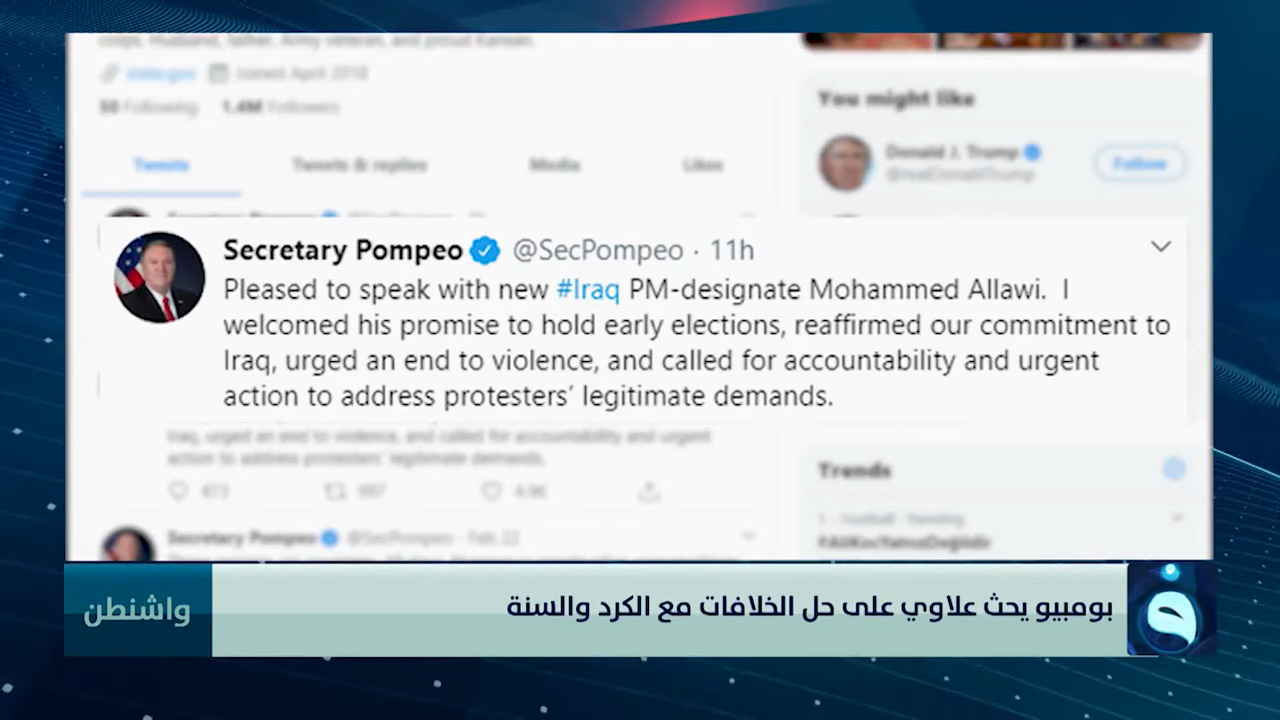 corps. Husband, father, Army veteran, and proud Kansan.
state.gov Joined April 2018
50 Following 1.4M Followers
Tweets Tweets & replies Media Likes
You might like
Donald J. Trump
@realDonaldTrump
Follow
Secretary Pompeo @SecPompeo · 11h
Pleased to speak with new #Iraq PM-designate Mohammed Allawi. I
welcomed his promise to hold early elections, reaffirmed our commitment to
Iraq, urged an end to violence, and called for accountability and urgent
action to address protesters' legitimate demands.
Iraq, urged an end to violence, and called for accountability and urgent
action to address protesters' legitimate demands.
473 997 4.9K
Secretary Pompeo @SecPompeo · Feb 22
Trends
1 · Football · Trending
#AliKocYalnızDeğildir
واشنطن
بومبيو يحث علاوي على حل الخلافات مع الكرد والسنة